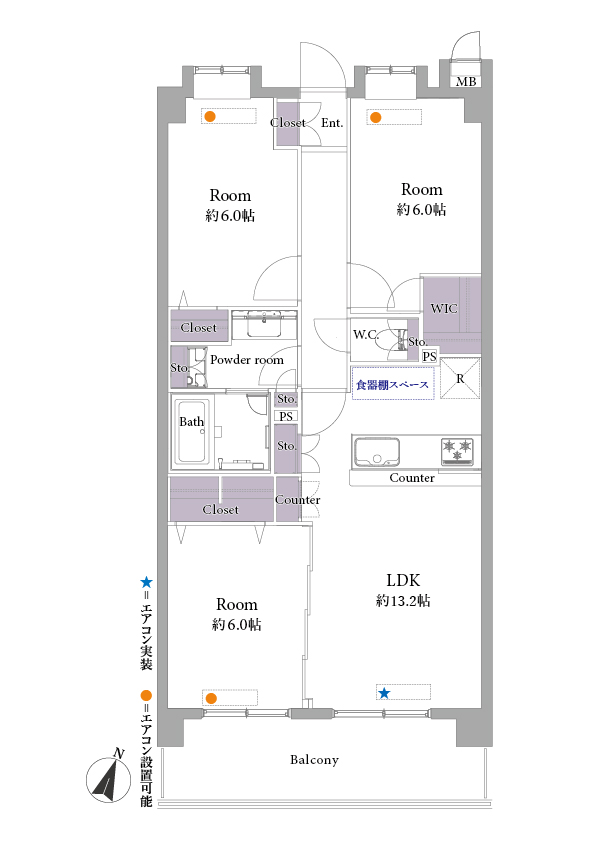 MB
Closet
Ent.
Room
約6.0帖
Room
約6.0帖
WIC
Closet
W.C.
Sto.
PS
Sto.
Powder room
食器棚スペース
R
Sto.
PS
Bath
Sto.
Counter
Closet
Counter
Room
約6.0帖
LDK
約13.2帖
★=エアコン実装
●=エアコン設置可能
N
Balcony